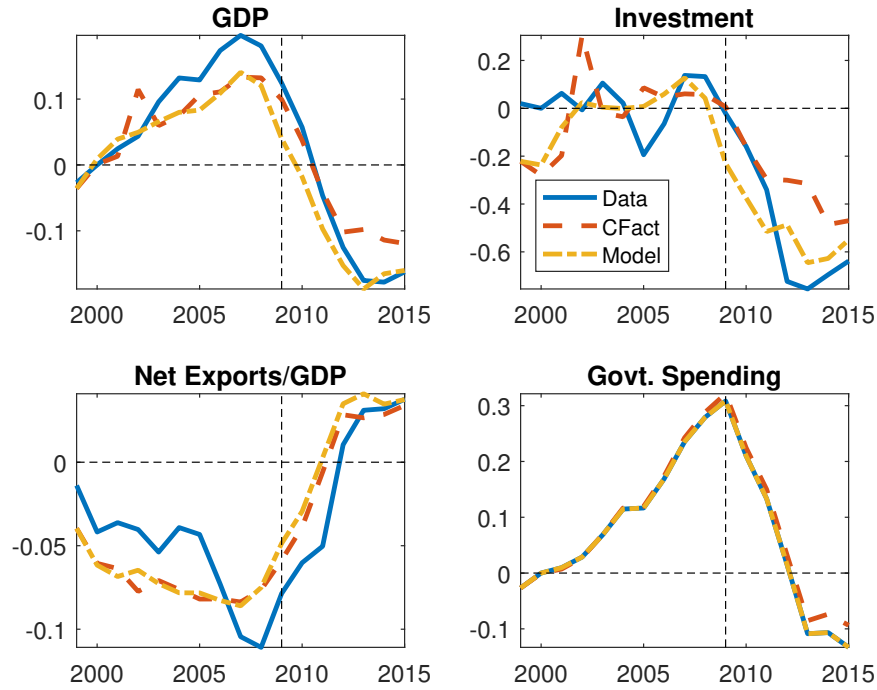 GDP
0.1
0
-0.1
2000 2005 2010 2015
Investment
0.2
0
-0.2
-0.4
-0.6
Data
CFact
Model
2000 2005 2010 2015
Net Exports/GDP
0
-0.05
-0.1
2000 2005 2010 2015
Govt. Spending
0.3
0.2
0.1
0
-0.1
2000 2005 2010 2015